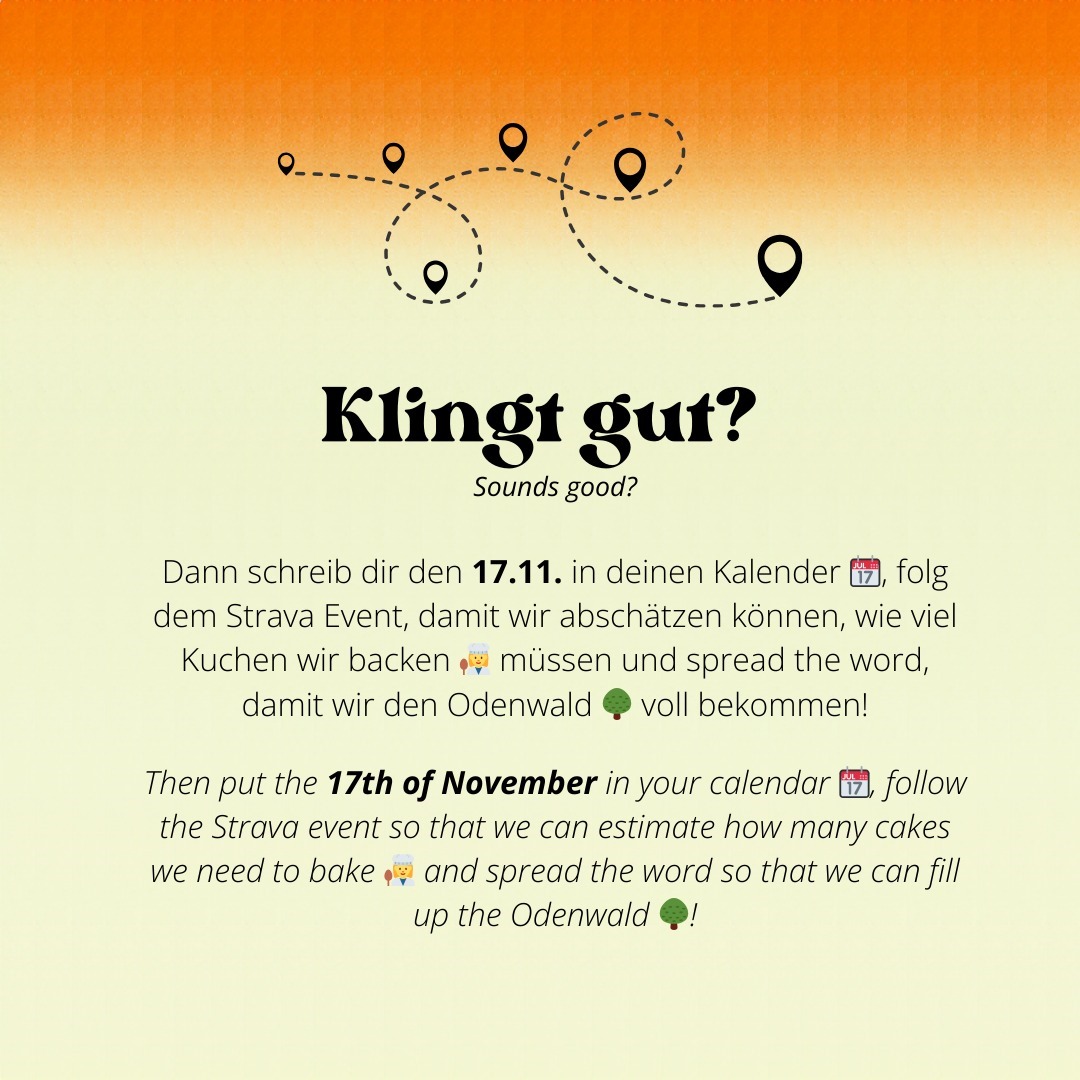 Klingt gut?
Sounds good?
Dann schreib dir den 17.11. in deinen Kalender 📅, folg
dem Strava Event, damit wir abschätzen können, wie viel
Kuchen wir backen 👩‍🍳 müssen und spread the word,
damit wir den Odenwald 🌳 voll bekommen!
Then put the 17th of November in your calendar 📅, follow
the Strava event so that we can estimate how many cakes
we need to bake 👩‍🍳 and spread the word so that we can fill
up the Odenwald 🌳!